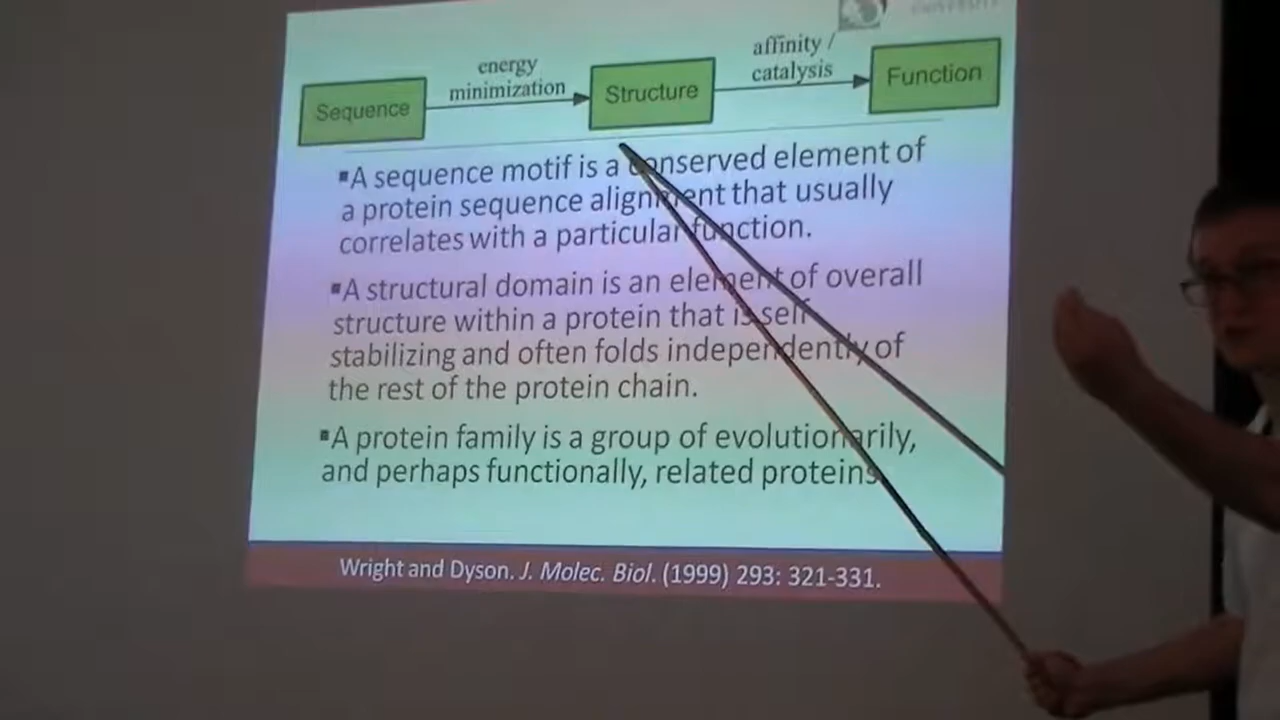 UNIVERSITY
Sequence
energy
minimization
Structure
affinity /
catalysis
Function
▪A sequence motif is a conserved element of
a protein sequence alignment that usually
correlates with a particular function.
▪A structural domain is an element of overall
structure within a protein that is self
stabilizing and often folds independently of
the rest of the protein chain.
▪A protein family is a group of evolutionarily,
and perhaps functionally, related proteins
Wright and Dyson. J. Molec. Biol. (1999) 293: 321-331.